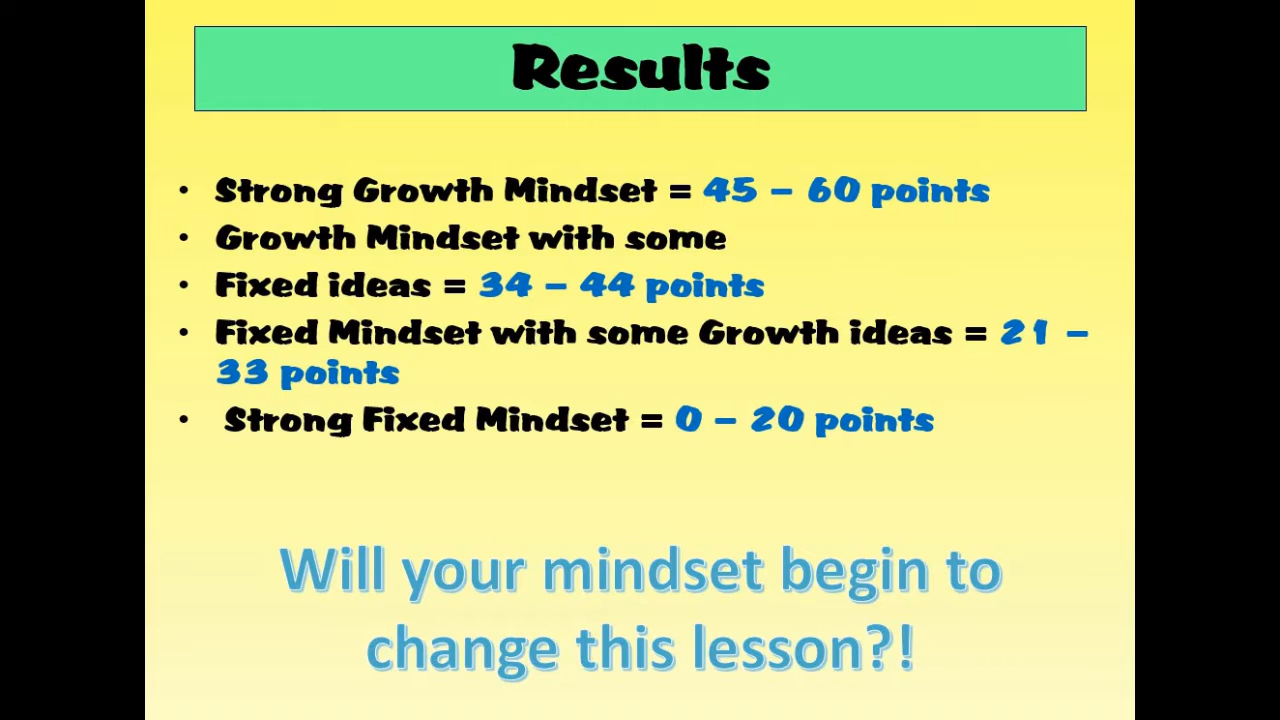 Results
• Strong Growth Mindset = 45 – 60 points
• Growth Mindset with some
• Fixed ideas = 34 – 44 points
• Fixed Mindset with some Growth ideas = 21 –
33 points
• Strong Fixed Mindset = 0 – 20 points
Will your mindset begin to
change this lesson?!